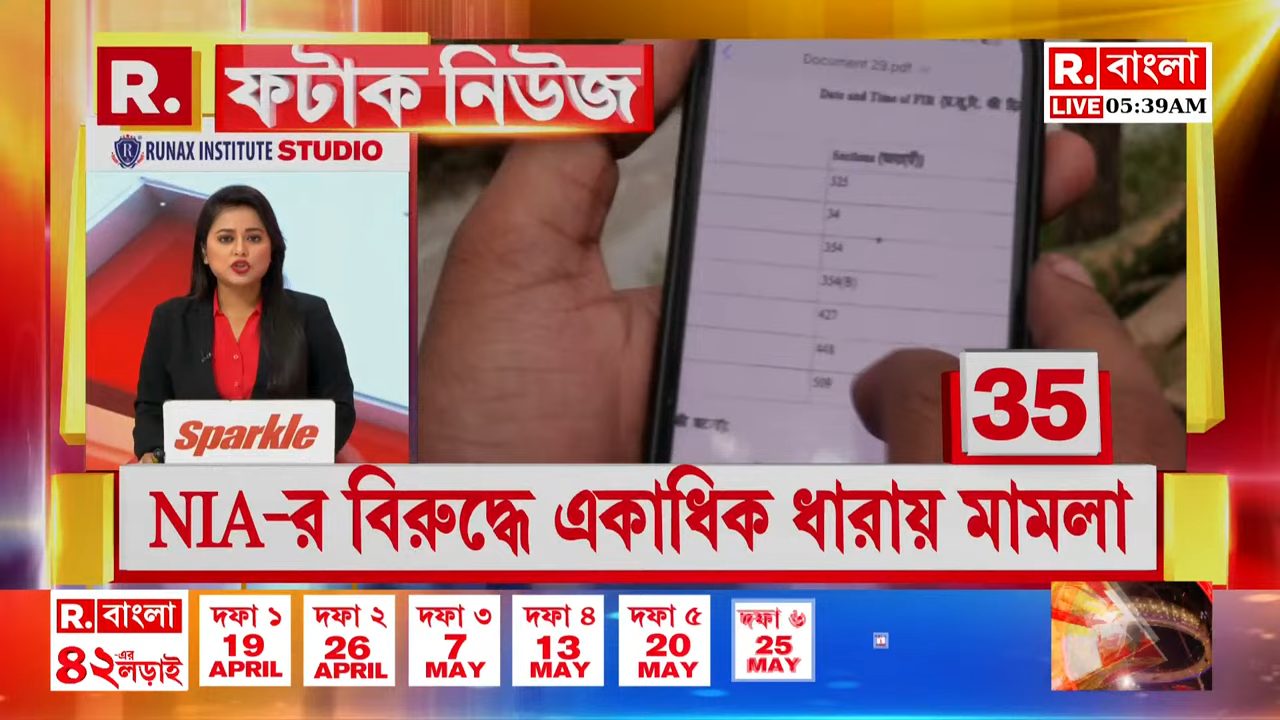 R.
ফটাক নিউজ
R. বাংলা
LIVE 05:39AM
RUNAX INSTITUTE STUDIO
Document 29.pdf
Date and Time of FIR
Sections
325
34
354
354(B)
427
448
509
Sparkle
35
NIA-র বিরুদ্ধে একাধিক ধারায় মামলা
R. বাংলা
৪২-এর লড়াই
দফা ১
19
APRIL
দফা ২
26
APRIL
দফা ৩
7
MAY
দফা ৪
13
MAY
দফা ৫
20
MAY
দফা ৬
25
MAY